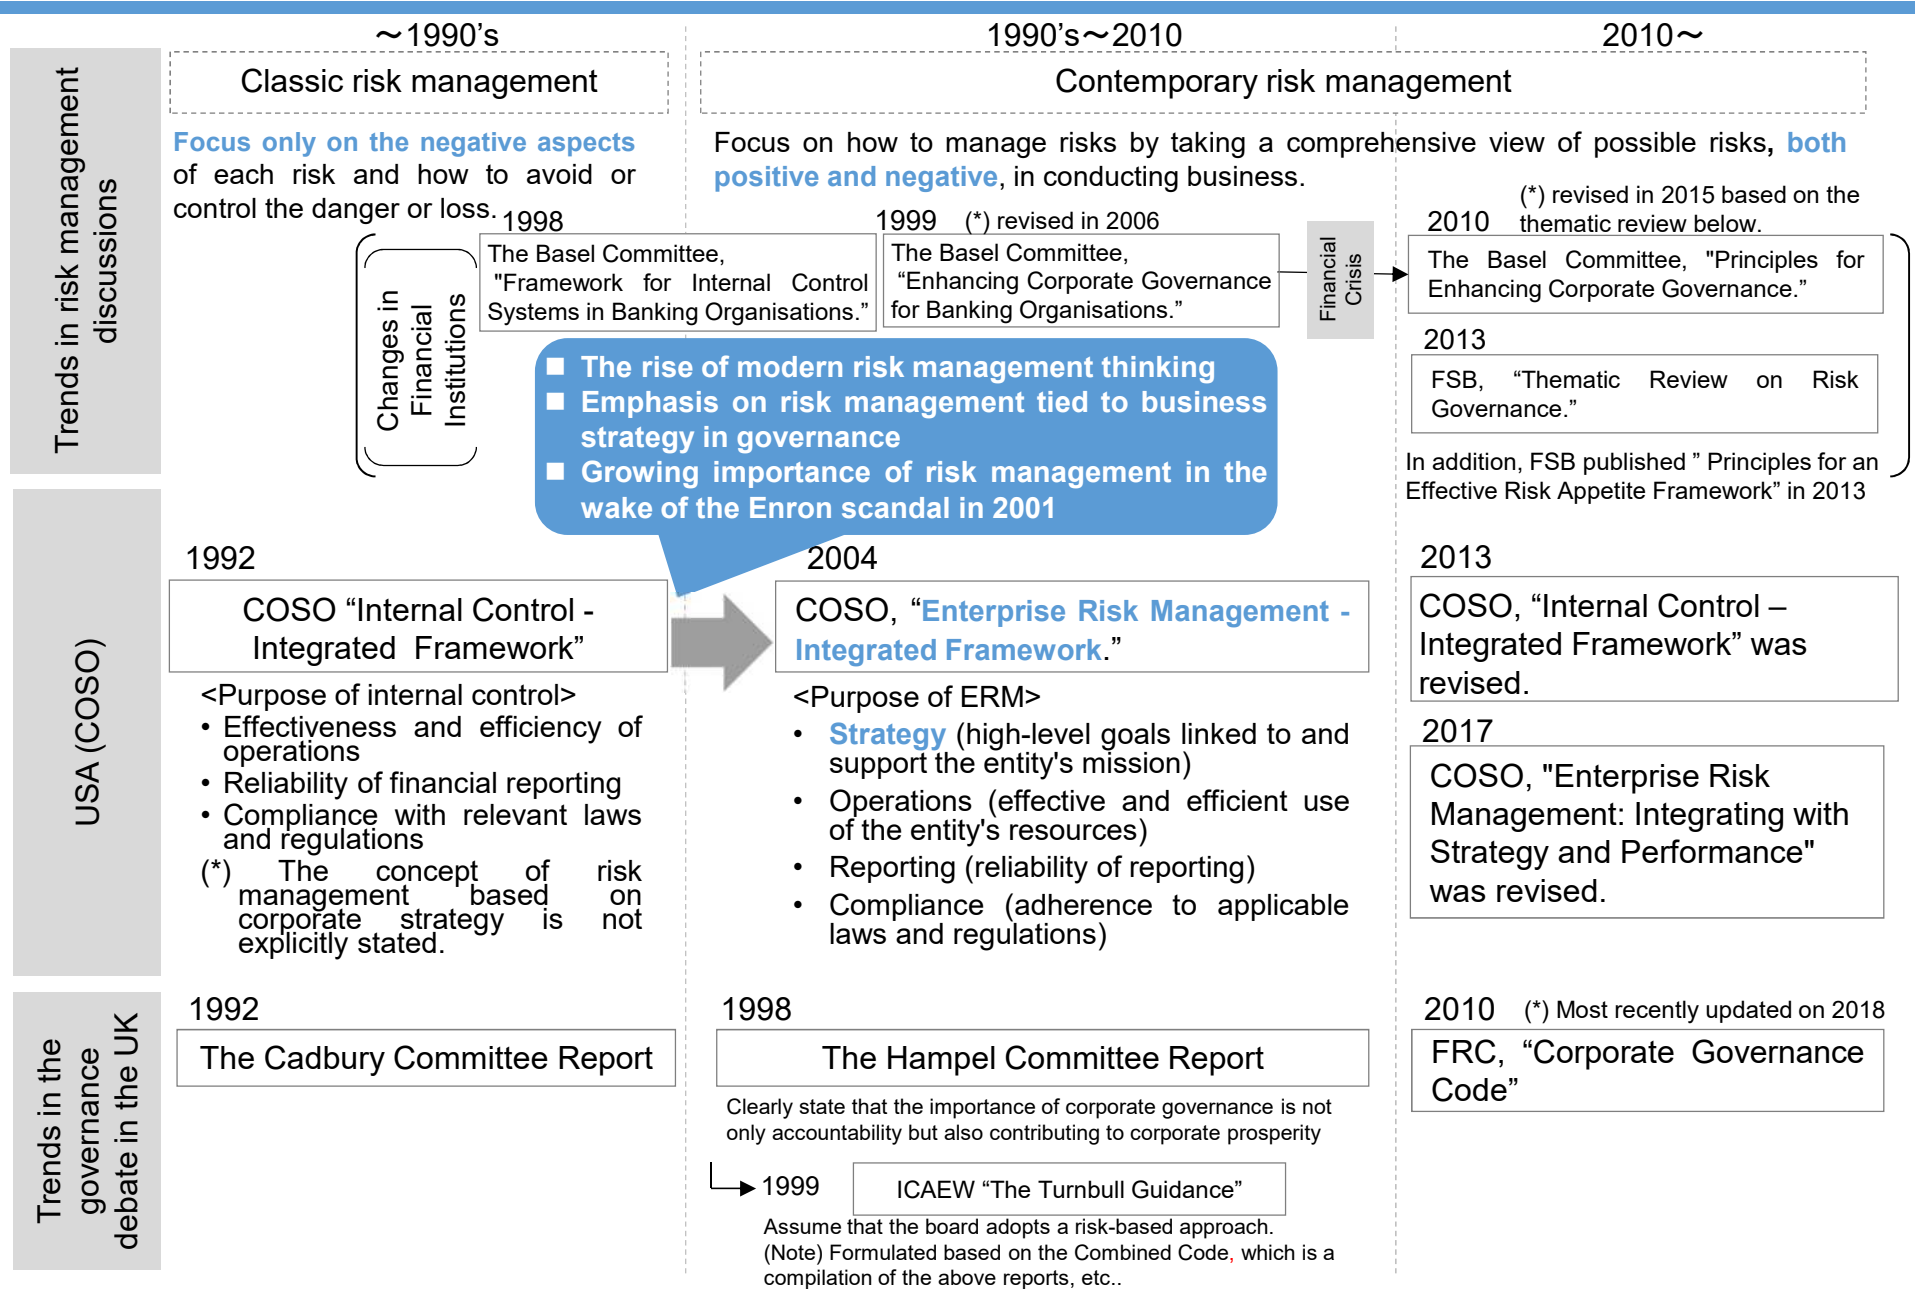 ～1990's
1990's～2010
2010～
Trends in risk management
discussions
Classic risk management
Contemporary risk management
Focus only on the negative aspects
of each risk and how to avoid or
control the danger or loss.
Focus on how to manage risks by taking a comprehensive view of possible risks, both
positive and negative, in conducting business.
Changes in
Financial
Institutions
1998
The Basel Committee,
"Framework for Internal Control
Systems in Banking Organisations.”
1999 (*) revised in 2006
The Basel Committee,
“Enhancing Corporate Governance
for Banking Organisations.”
Financial
Crisis
(*) revised in 2015 based on the
2010 thematic review below.
The Basel Committee, "Principles for
Enhancing Corporate Governance.”
2013
FSB, “Thematic Review on Risk
Governance.”
In addition, FSB published ” Principles for an
Effective Risk Appetite Framework” in 2013
■ The rise of modern risk management thinking
■ Emphasis on risk management tied to business
strategy in governance
■ Growing importance of risk management in the
wake of the Enron scandal in 2001
USA (COSO)
1992
COSO “Internal Control -
Integrated Framework”
<Purpose of internal control>
• Effectiveness and efficiency of
operations
• Reliability of financial reporting
• Compliance with relevant laws
and regulations
(*) The concept of risk
management based on
corporate strategy is not
explicitly stated.
2004
COSO, “Enterprise Risk Management -
Integrated Framework.”
<Purpose of ERM>
• Strategy (high-level goals linked to and
support the entity's mission)
• Operations (effective and efficient use
of the entity's resources)
• Reporting (reliability of reporting)
• Compliance (adherence to applicable
laws and regulations)
2013
COSO, “Internal Control –
Integrated Framework” was
revised.
2017
COSO, "Enterprise Risk
Management: Integrating with
Strategy and Performance"
was revised.
Trends in the
governance
debate in the UK
1992
The Cadbury Committee Report
1998
The Hampel Committee Report
Clearly state that the importance of corporate governance is not
only accountability but also contributing to corporate prosperity
1999
ICAEW “The Turnbull Guidance”
Assume that the board adopts a risk-based approach.
(Note) Formulated based on the Combined Code, which is a
compilation of the above reports, etc..
2010 (*) Most recently updated on 2018
FRC, “Corporate Governance
Code”